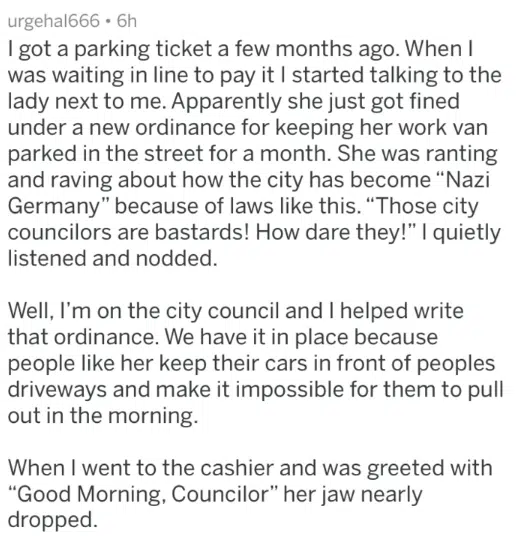 urgehal666 • 6h
I got a parking ticket a few months ago. When I
was waiting in line to pay it I started talking to the
lady next to me. Apparently she just got fined
under a new ordinance for keeping her work van
parked in the street for a month. She was ranting
and raving about how the city has become “Nazi
Germany” because of laws like this. “Those city
councilors are bastards! How dare they!” I quietly
listened and nodded.
Well, I’m on the city council and I helped write
that ordinance. We have it in place because
people like her keep their cars in front of peoples
driveways and make it impossible for them to pull
out in the morning.
When I went to the cashier and was greeted with
“Good Morning, Councilor” her jaw nearly
dropped.